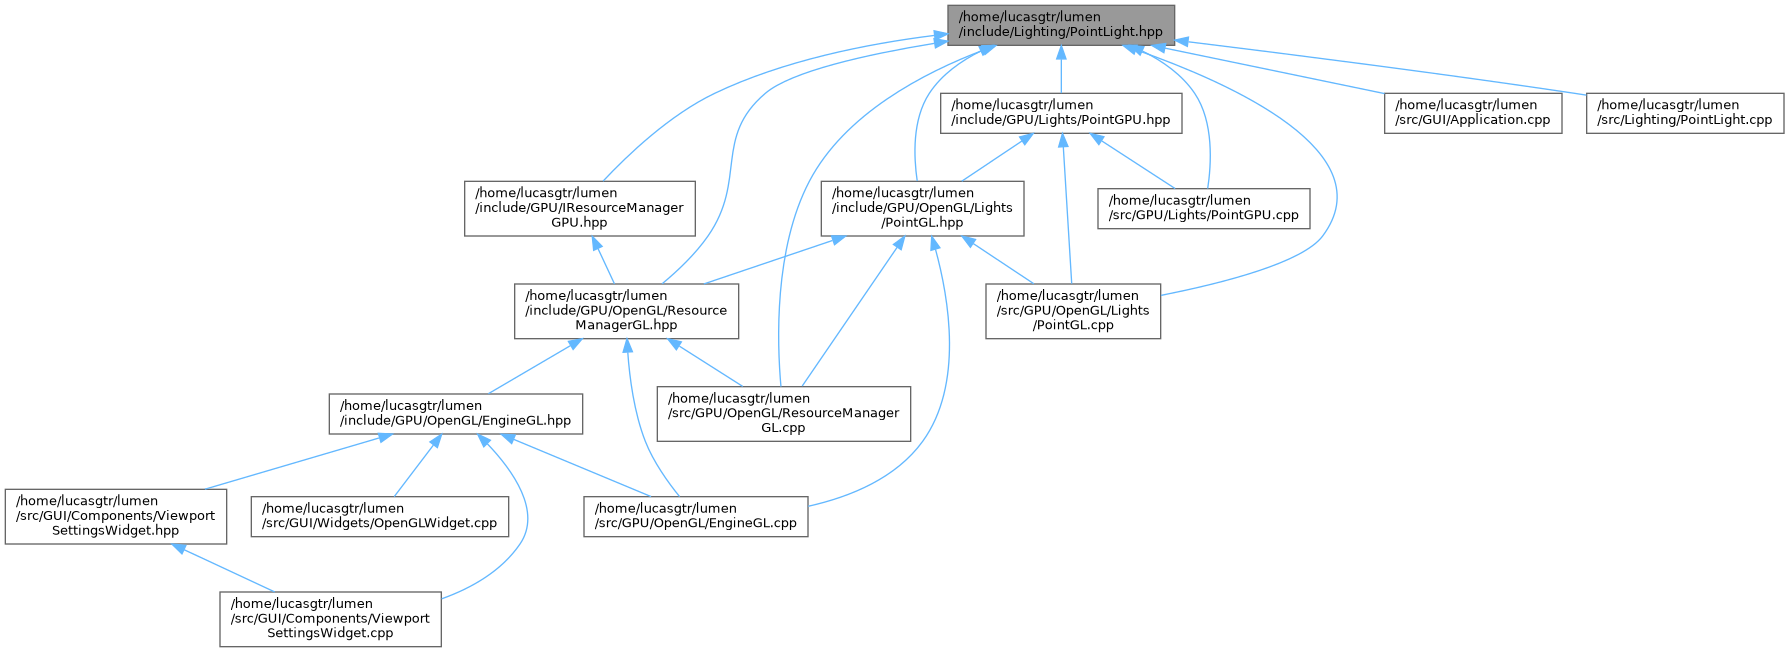 /home/lucasgtr/lumen
/include/Lighting/PointLight.hpp
/home/lucasgtr/lumen
/include/GPU/Lights/PointGPU.hpp
/home/lucasgtr/lumen
/src/GUI/Application.cpp
/home/lucasgtr/lumen
/src/Lighting/PointLight.cpp
/home/lucasgtr/lumen
/include/GPU/IResourceManager
GPU.hpp
/home/lucasgtr/lumen
/include/GPU/OpenGL/Lights
/PointGL.hpp
/home/lucasgtr/lumen
/src/GPU/Lights/PointGPU.cpp
/home/lucasgtr/lumen
/include/GPU/OpenGL/Resource
ManagerGL.hpp
/home/lucasgtr/lumen
/src/GPU/OpenGL/Lights
/PointGL.cpp
/home/lucasgtr/lumen
/include/GPU/OpenGL/EngineGL.hpp
/home/lucasgtr/lumen
/src/GPU/OpenGL/ResourceManager
GL.cpp
/home/lucasgtr/lumen
/src/GUI/Components/Viewport
SettingsWidget.hpp
/home/lucasgtr/lumen
/src/GUI/Widgets/OpenGLWidget.cpp
/home/lucasgtr/lumen
/src/GPU/OpenGL/EngineGL.cpp
/home/lucasgtr/lumen
/src/GUI/Components/Viewport
SettingsWidget.cpp